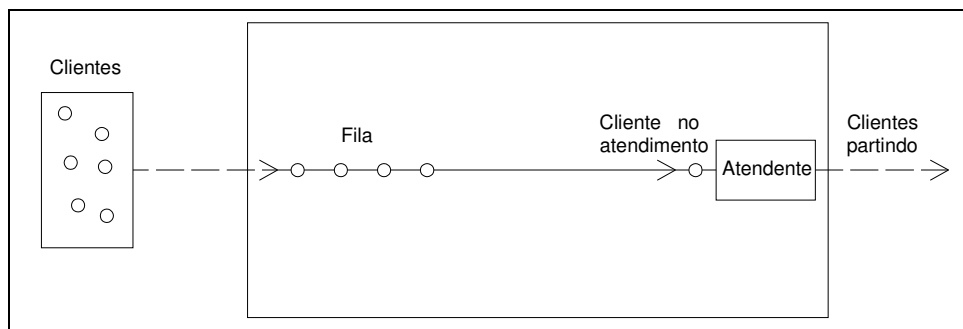 Clientes
Fila
Cliente no
atendimento
Atendente
Clientes
partindo